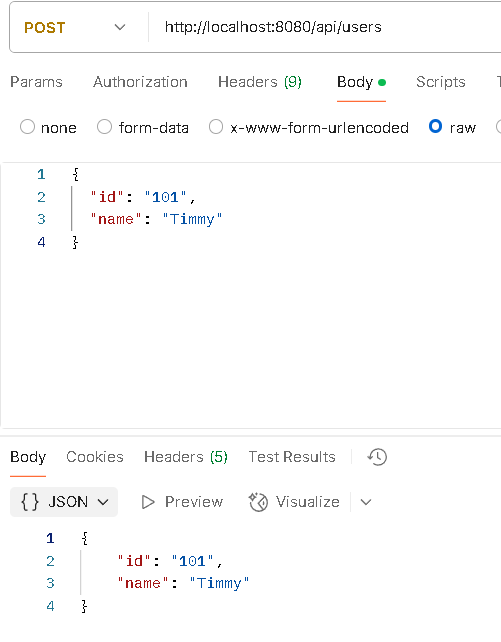 POST http://localhost:8080/api/users
Params Authorization Headers (9) Body Scripts
none form-data x-www-form-urlencoded raw
1 {
2 "id": "101",
3 "name": "Timmy"
4 }
Body Cookies Headers (5) Test Results
{} JSON Preview Visualize
1 {
2 "id": "101",
3 "name": "Timmy"
4 }